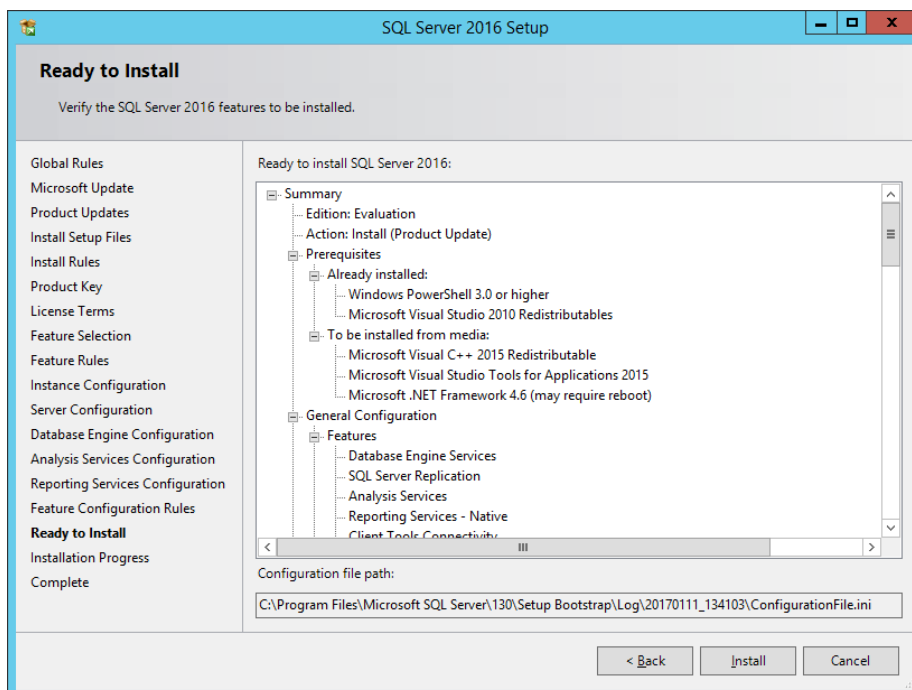 SQL Server 2016 Setup
Ready to Install
Verify the SQL Server 2016 features to be installed.
Global Rules
Microsoft Update
Product Updates
Install Setup Files
Install Rules
Product Key
License Terms
Feature Selection
Feature Rules
Instance Configuration
Server Configuration
Database Engine Configuration
Analysis Services Configuration
Reporting Services Configuration
Feature Configuration Rules
Ready to Install
Installation Progress
Complete
Ready to install SQL Server 2016:
Summary
Edition: Evaluation
Action: Install (Product Update)
Prerequisites
Already installed:
Windows PowerShell 3.0 or higher
Microsoft Visual Studio 2010 Redistributables
To be installed from media:
Microsoft Visual C++ 2015 Redistributable
Microsoft Visual Studio Tools for Applications 2015
Microsoft .NET Framework 4.6 (may require reboot)
General Configuration
Features
Database Engine Services
SQL Server Replication
Analysis Services
Reporting Services - Native
Client Tools Connectivity
Configuration file path:
C:\Program Files\Microsoft SQL Server\130\Setup Bootstrap\Log\20170111_134103\ConfigurationFile.ini
< Back
Install
Cancel